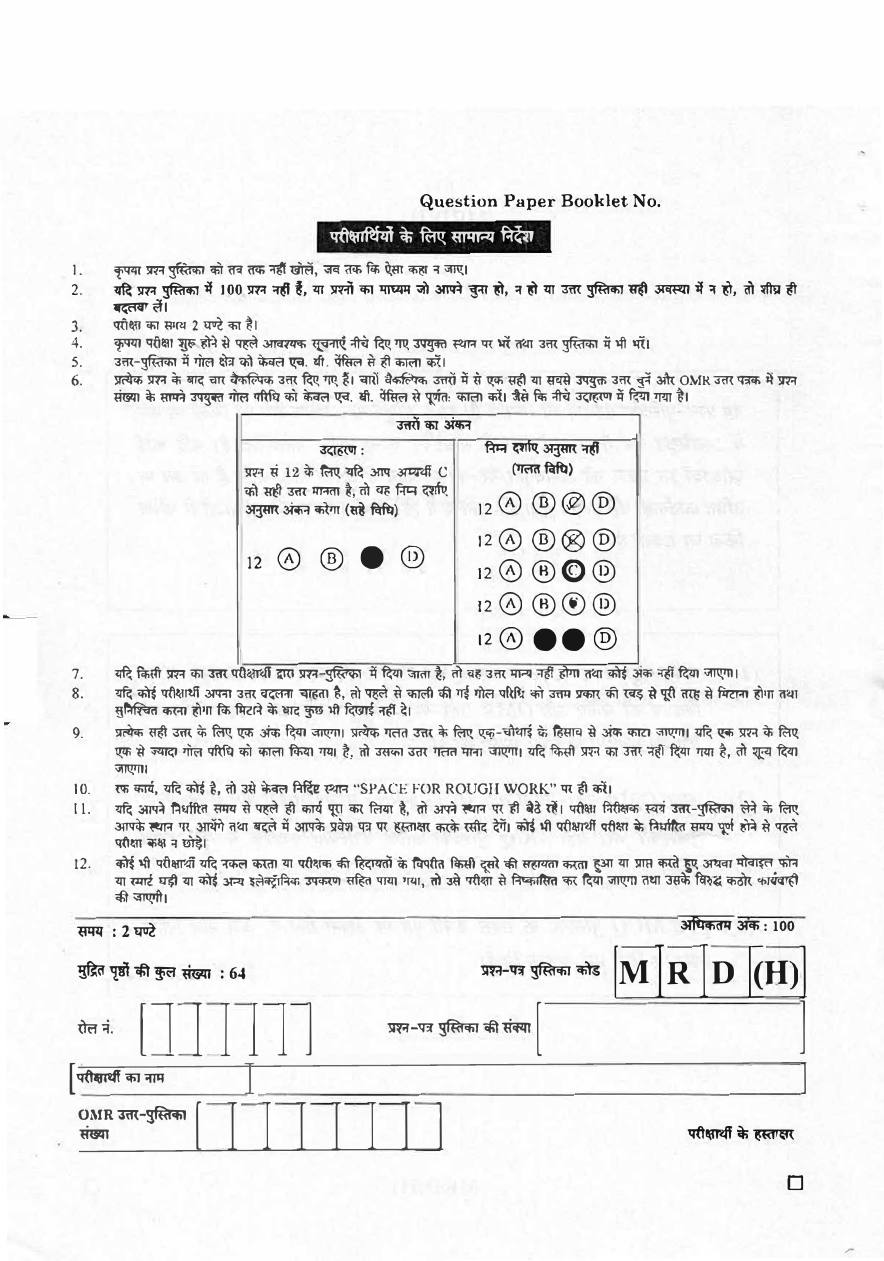 Question Paper Booklet No.
परीक्षार्थियों के लिए सामान्य निर्देश
1. कृपया प्रश्न पुस्तिका को तब तक नहीं खोलें, जब तक कि ऐसा कहा न जाए।
2. यदि प्रश्न पुस्तिका में 100 प्रश्न नहीं हैं, या प्रश्नों का माध्यम जो आपने चुना हो, न हो या उत्तर पुस्तिका सही अवस्था में न हो, तो शीघ्र ही
बदलवा लें।
3. परीक्षा का समय 2 घण्टे का है।
4. कृपया परीक्षा शुरू होने से पहले आवश्यक सूचनाएँ नीचे दिए गए उपयुक्त स्थान पर भरें तथा उत्तर पुस्तिका में भी भरें।
5. उत्तर-पुस्तिका में गोल क्षेत्र को केवल एच. बी. पेंसिल से ही काला करें।
6. प्रत्येक प्रश्न के बाद चार वैकल्पिक उत्तर दिए गए हैं। चारों वैकल्पिक उत्तरों में से एक सही या सबसे उपयुक्त उत्तर चुनें और OMR उत्तर पत्रक में प्रश्न
संख्या के सामने उपयुक्त गोल परिधि को केवल एच. बी. पेंसिल से पूर्णतः काला करें। जैसे कि नीचे उदाहरण में दिया गया है।
उत्तरों का अंकन
उदाहरण :
प्रश्न सं 12 के लिए यदि आप अभ्यर्थी C
को सही उत्तर मानता है, तो वह निम्न दर्शाए
अनुसार अंकन करेगा (सहे विधि)
12 A B D
निम्न दर्शाए अनुसार नहीं
(गलत विधि)
12 A B C D
12 A B C D
12 A B C D
12 A B D
12 A D
7. यदि किसी प्रश्न का उत्तर परीक्षार्थी द्वारा प्रश्न-पुस्तिका में दिया जाता है, तो वह उत्तर मान्य नहीं होगा तथा कोई अंक नहीं दिया जाएगा।
8. यदि कोई परीक्षार्थी अपना उत्तर बदलना चाहता है, तो पहले से काली की गई गोल परिधि को उत्तम प्रकार की रबड़ से पूरी तरह से मिटाना होगा तथा
सुनिश्चित करना होगा कि मिटाने के बाद कुछ भी दिखाई नहीं दे।
9. प्रत्येक सही उत्तर के लिए एक अंक दिया जाएगा। प्रत्येक गलत उत्तर के लिए एक-चौथाई के हिसाब से अंक काटा जाएगा। यदि एक प्रश्न के लिए
एक से ज्यादा गोल परिधि को काला किया गया है, तो उसका उत्तर गलत माना जाएगा। यदि किसी प्रश्न का उत्तर नहीं दिया गया है, तो शून्य दिया
जाएगा।
10. रफ कार्य, यदि कोई है, तो उसे केवल निर्दिष्ट स्थान “SPACE FOR ROUGH WORK” पर ही करें।
11. यदि आपने निर्धारित समय से पहले ही कार्य पूरा कर लिया है, तो अपने स्थान पर ही बैठे रहें। परीक्षा निरीक्षक स्वयं उत्तर-पुस्तिका लेने के लिए
आपके स्थान पर आयेंगे तथा बदले में आपके प्रवेश पत्र पर हस्ताक्षर करके रसीद देगें। कोई भी परीक्षार्थी परीक्षा के निर्धारित समय पूर्ण होने से पहले
परीक्षा कक्ष न छोड़े।
12. कोई भी परीक्षार्थी यदि नकल करता या परीक्षक की हिदायतों के विपरीत किसी दूसरे की सहायता करता हुआ या प्राप्त करते हुए अथवा मोबाइल फोन
या स्मार्ट घड़ी या कोई अन्य इलेक्ट्रॉनिक उपकरण सहित पाया गया, तो उसे परीक्षा से निष्कासित कर दिया जाएगा तथा उसके विरुद्ध कठोर कार्यवाही
की जाएगी।
समय : 2 घण्टे
अधिकतम अंक : 100
मुद्रित पृष्ठों की कुल संख्या : 64
प्रश्न-पत्र पुस्तिका कोड M R D (H)
रोल नं.
प्रश्न-पत्र पुस्तिका की संख्या
परीक्षार्थी का नाम
OMR उत्तर-पुस्तिका
संख्या
परीक्षार्थी के हस्ताक्षर